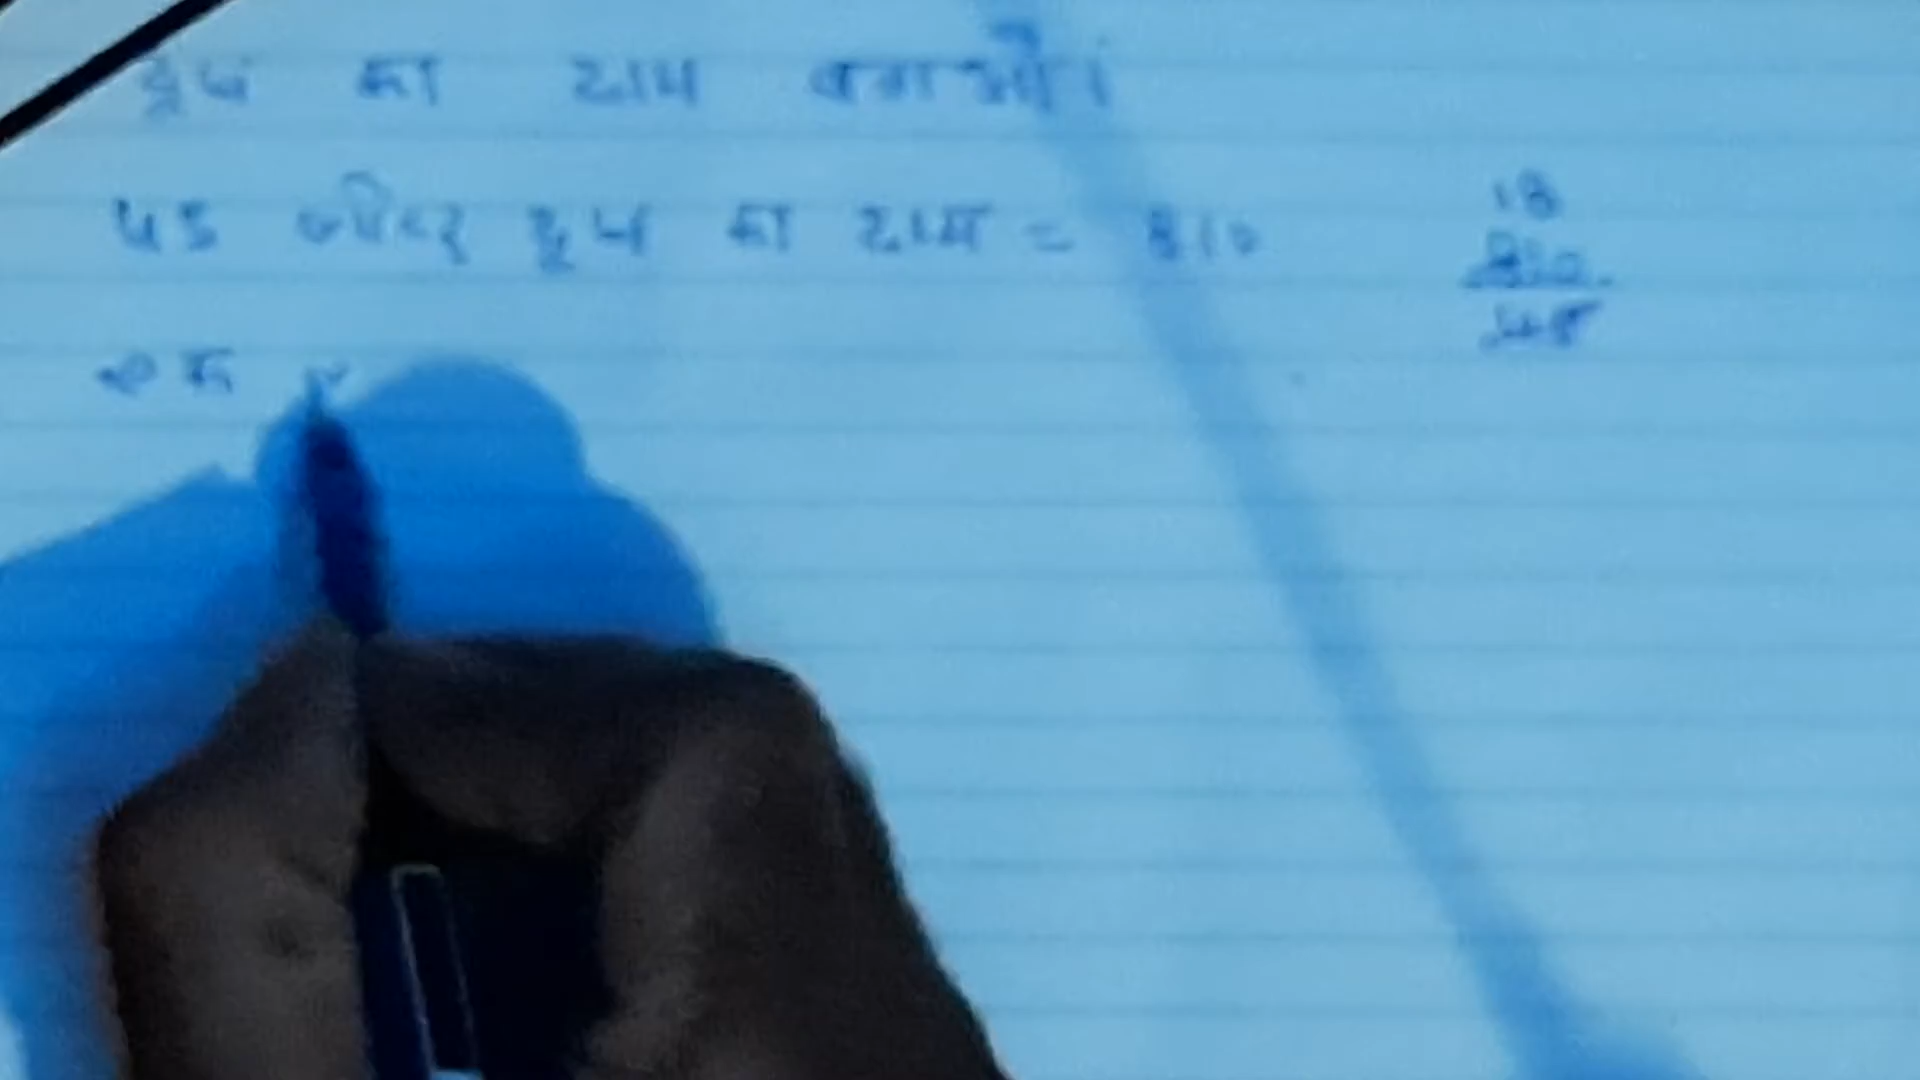 दूध का दाम बताओ।
45 लीटर दूध का दाम = 810
18
810
45
एक